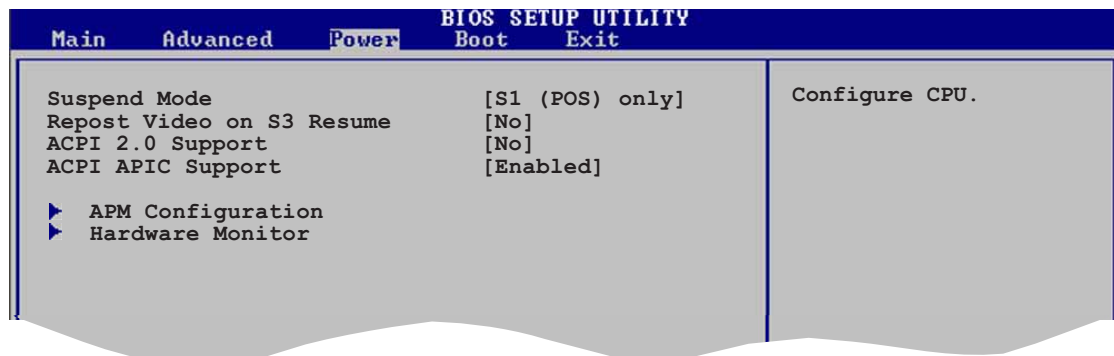 BIOS SETUP UTILITY
Main Advanced Power Boot Exit
Suspend Mode [S1 (POS) only]
Repost Video on S3 Resume [No]
ACPI 2.0 Support [No]
ACPI APIC Support [Enabled]
APM Configuration
Hardware Monitor
Configure CPU.